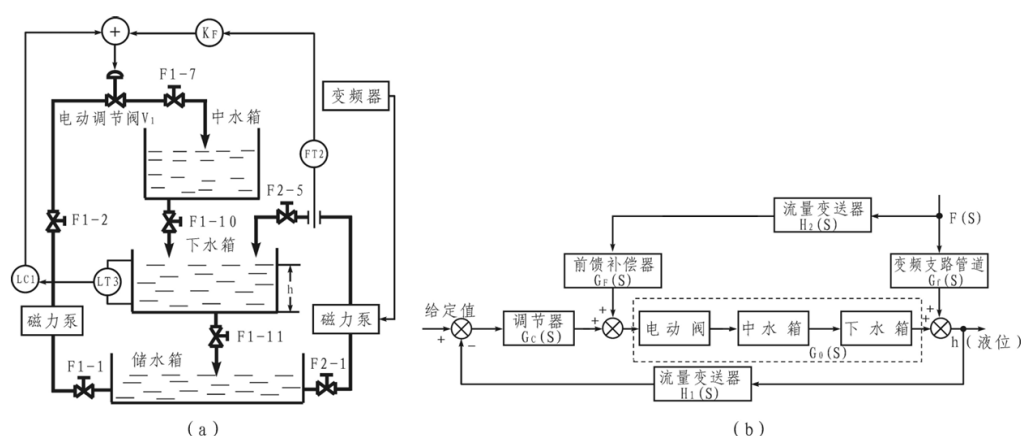 +
KF
F1-7
变频器
电动调节阀V1
中水箱
FT2
F2-5
F1-2
F1-10
下水箱
LC1
LT3
h
磁力泵
磁力泵
F1-11
储水箱
F1-1
F2-1
(a)
流量变送器
H2(S)
F(S)
前馈补偿器
GF(S)
变频支路管道
Gf(S)
给定值
+
−
调节器
GC(S)
+
+
电动阀
中水箱
下水箱
G0(S)
+
+
h(液位)
流量变送器
H1(S)
(b)